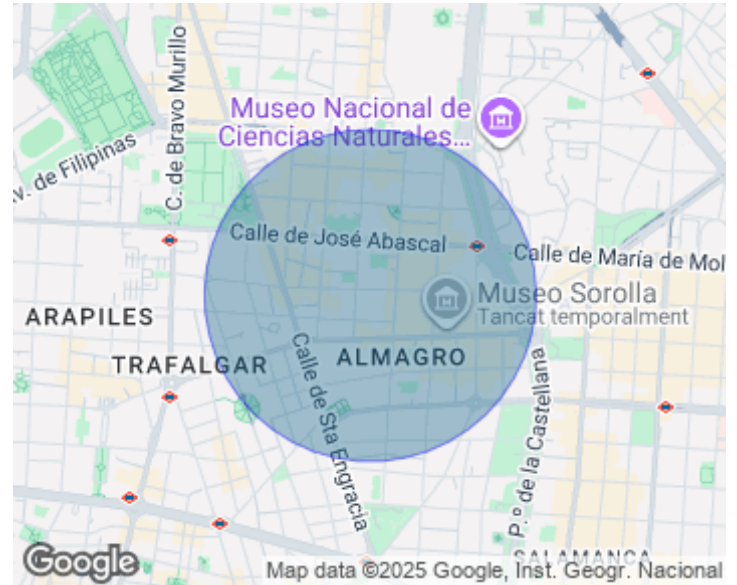 C. de Bravo Murillo
Museo Nacional de
Ciencias Naturales...
Av. de Filipinas
Calle de José Abascal
Calle de María de Mol
Museo Sorolla
Tancat temporalment
ARAPILES
TRAFALGAR
ALMAGRO
Calle de Sta Engracia
P.º de la Castellana
SALAMANCA
Google
Map data ©2025 Google, Inst. Geogr. Nacional